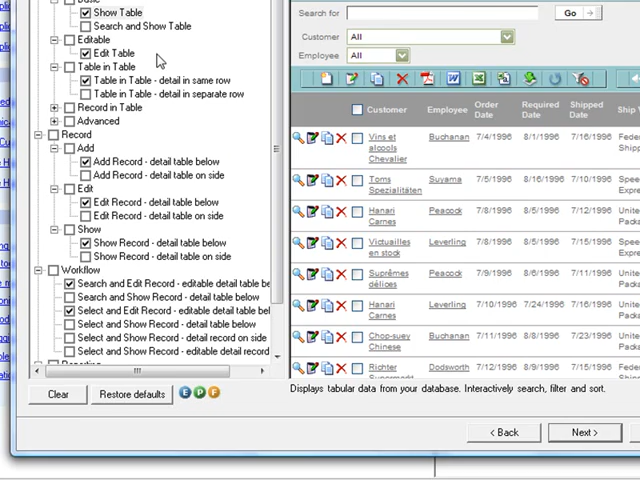 Basic
Show Table
Search and Show Table
Editable
Edit Table
Table in Table
Table in Table - detail in same row
Table in Table - detail in separate row
Record in Table
Advanced
Record
Add
Add Record - detail table below
Add Record - detail table on side
Edit
Edit Record - detail table below
Edit Record - detail table on side
Show
Show Record - detail table below
Show Record - detail table on side
Workflow
Search and Edit Record - editable detail table be
Search and Show Record - detail table below
Select and Edit Record - editable detail table bel
Select and Show Record - detail table below
Select and Show Record - detail record on side
Select and Show Record - editable detail record
Clear
Restore defaults
E P F
Search for
Go
Customer All
Employee All
Customer Employee Order Date Required Date Shipped Date Ship
Vins et alcools Chevalier Buchanan 7/4/1996 8/1/1996 7/16/1996 Feder Shipp
Toms Spezialitäten Suyama 7/5/1996 8/16/1996 7/10/1996 Spee Expre
Hanari Carnes Peacock 7/8/1996 8/5/1996 7/12/1996 United Packa
Victuailles en stock Leverling 7/8/1996 8/5/1996 7/15/1996 Spee Expre
Suprêmes délices Peacock 7/9/1996 8/6/1996 7/11/1996 United Packa
Hanari Carnes Leverling 7/10/1996 7/24/1996 7/16/1996 United Packa
Chop-suey Chinese Buchanan 7/11/1996 8/8/1996 7/23/1996 United Packa
Richter Dodsworth 7/12/1996 8/9/1996 7/15/1996 Feder
Displays tabular data from your database. Interactively search, filter and sort.
< Back
Next >